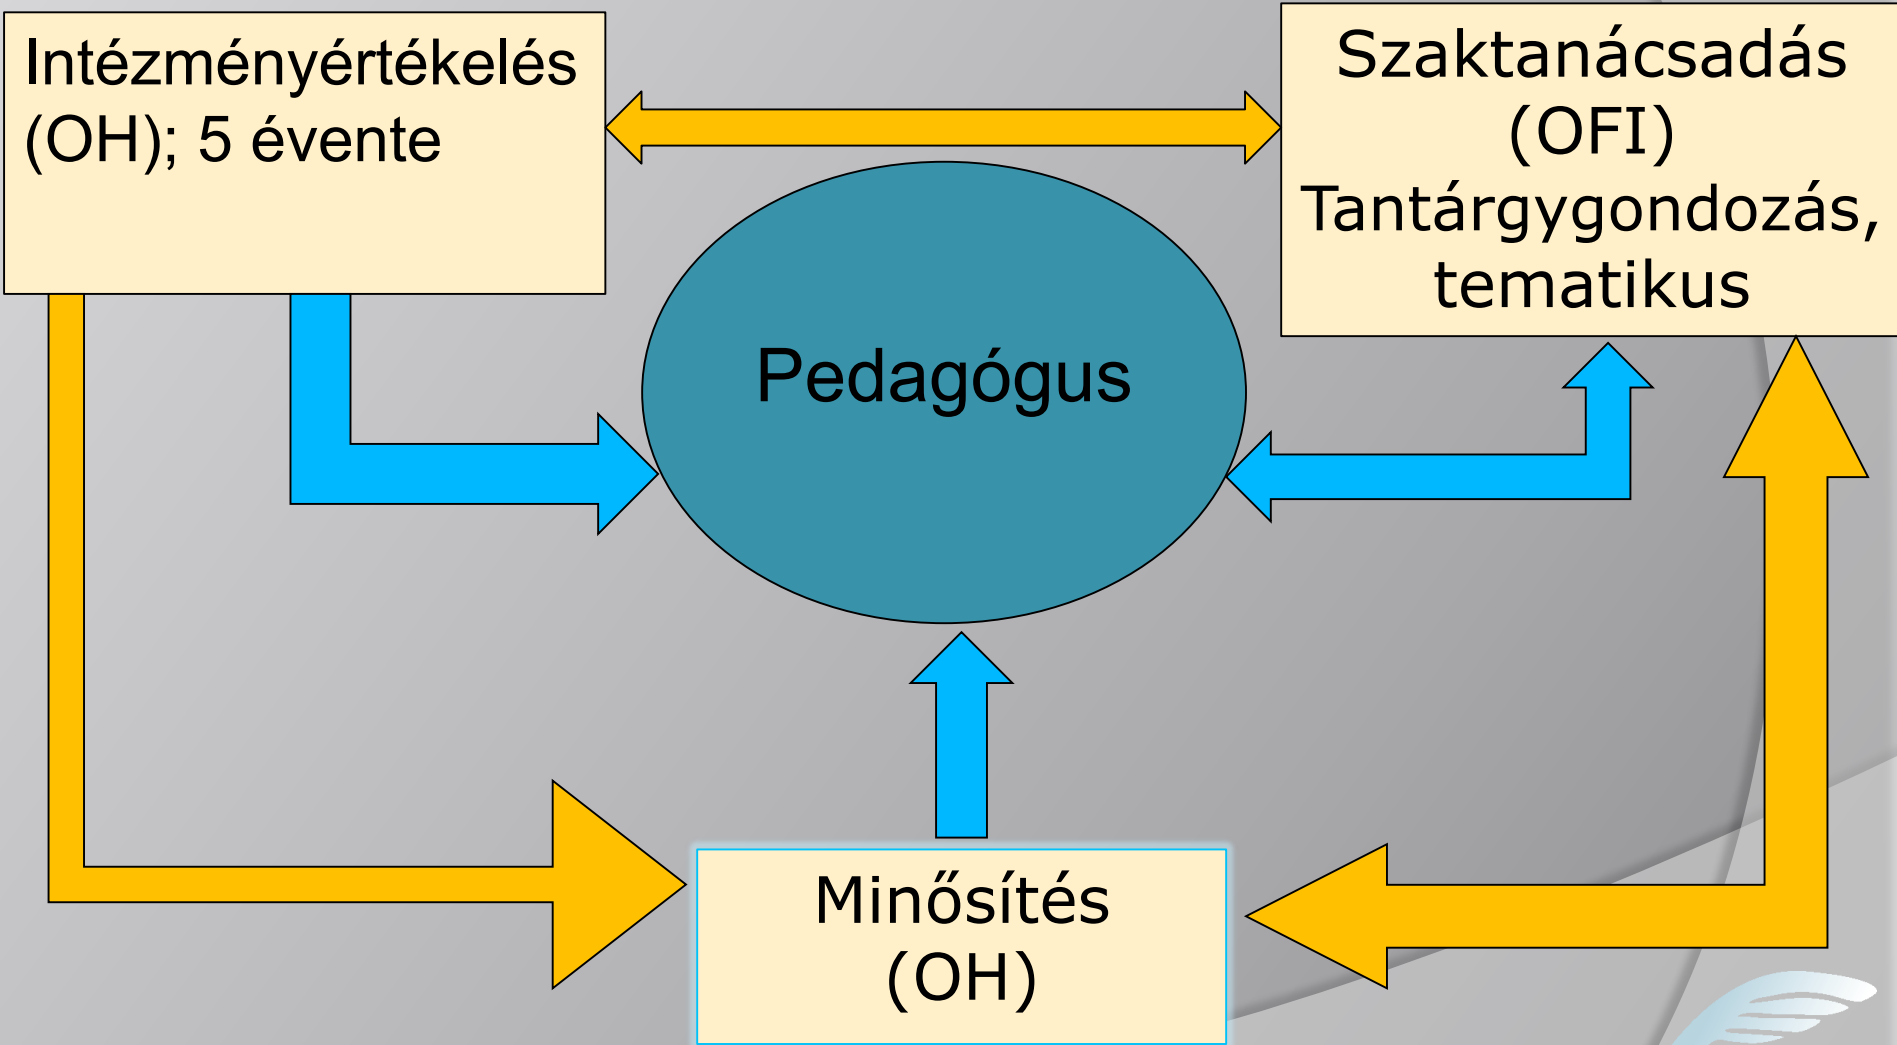 Intézményértékelés
(OH); 5 évente
Szaktanácsadás
(OFI)
Tantárgygondozás,
tematikus
Pedagógus
Minősítés
(OH)